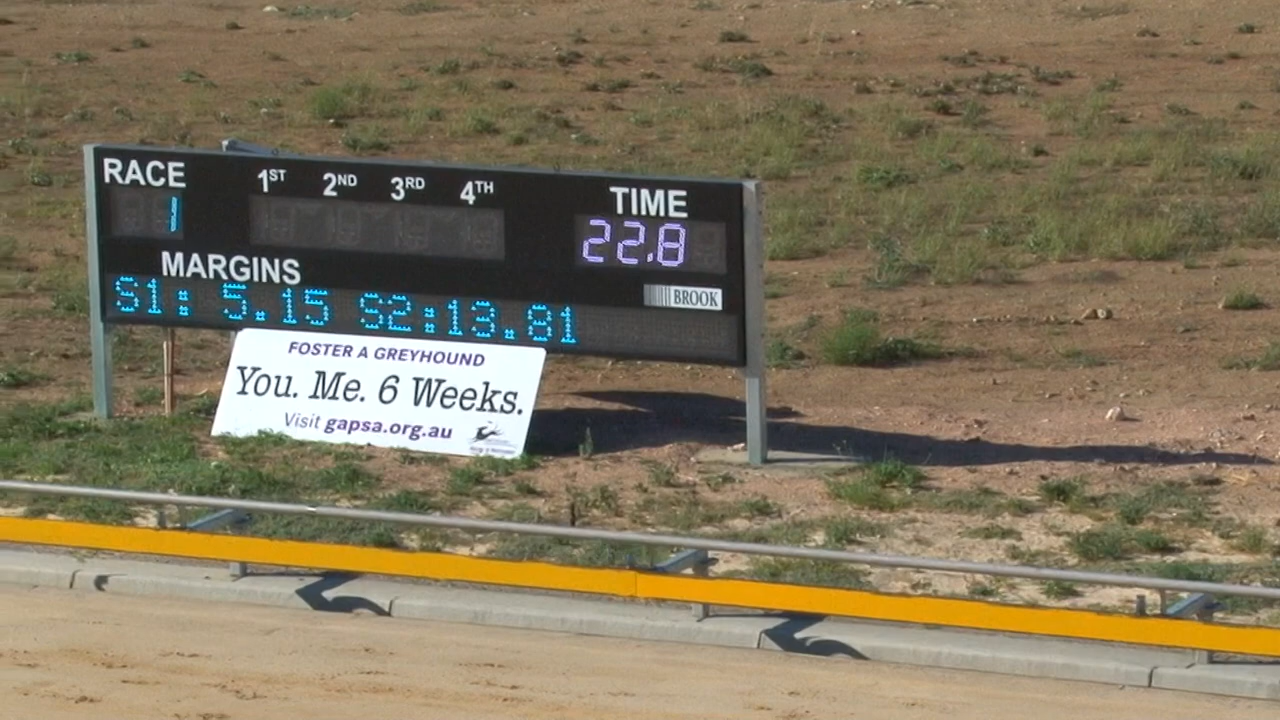 RACE 1ST 2ND 3RD 4TH TIME
1 22.8
MARGINS
BROOK
S1: 5.15 S2:13.81
FOSTER A GREYHOUND
You. Me. 6 Weeks.
Visit gapsa.org.au